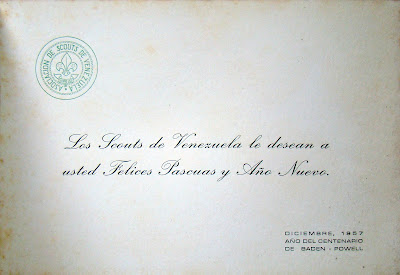 ASOCIACION DE SCOUTS DE VENEZUELA
Los Scouts de Venezuela le desean a
usted Felices Pascuas y Año Nuevo.
DICIEMBRE, 1957
AÑO DEL CENTENARIO
DE BADEN - POWELL